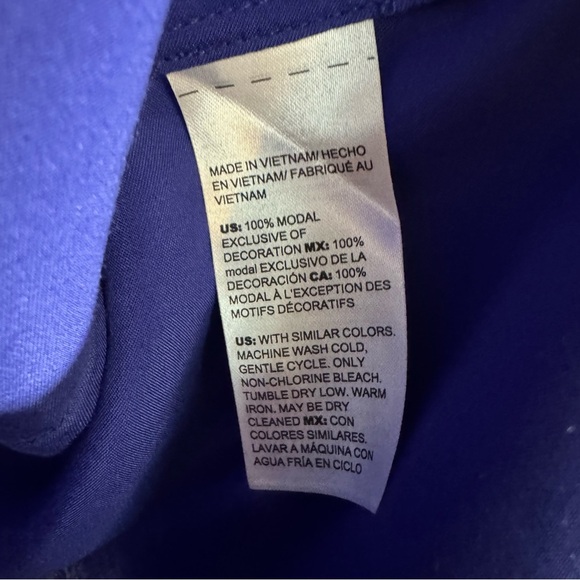 MADE IN VIETNAM/ HECHO
EN VIETNAM/ FABRIQUÉ AU
VIETNAM
US: 100% MODAL
EXCLUSIVE OF
DECORATION MX: 100%
modal EXCLUSIVO DE LA
DECORACIÓN CA: 100%
MODAL À L'EXCEPTION DES
MOTIFS DÉCORATIFS
US: WITH SIMILAR COLORS.
MACHINE WASH COLD,
GENTLE CYCLE. ONLY
NON-CHLORINE BLEACH.
TUMBLE DRY LOW. WARM
IRON. MAY BE DRY
CLEANED MX: CON
COLORES SIMILARES.
LAVAR A MÁQUINA CON
AGUA FRÍA EN CICLO